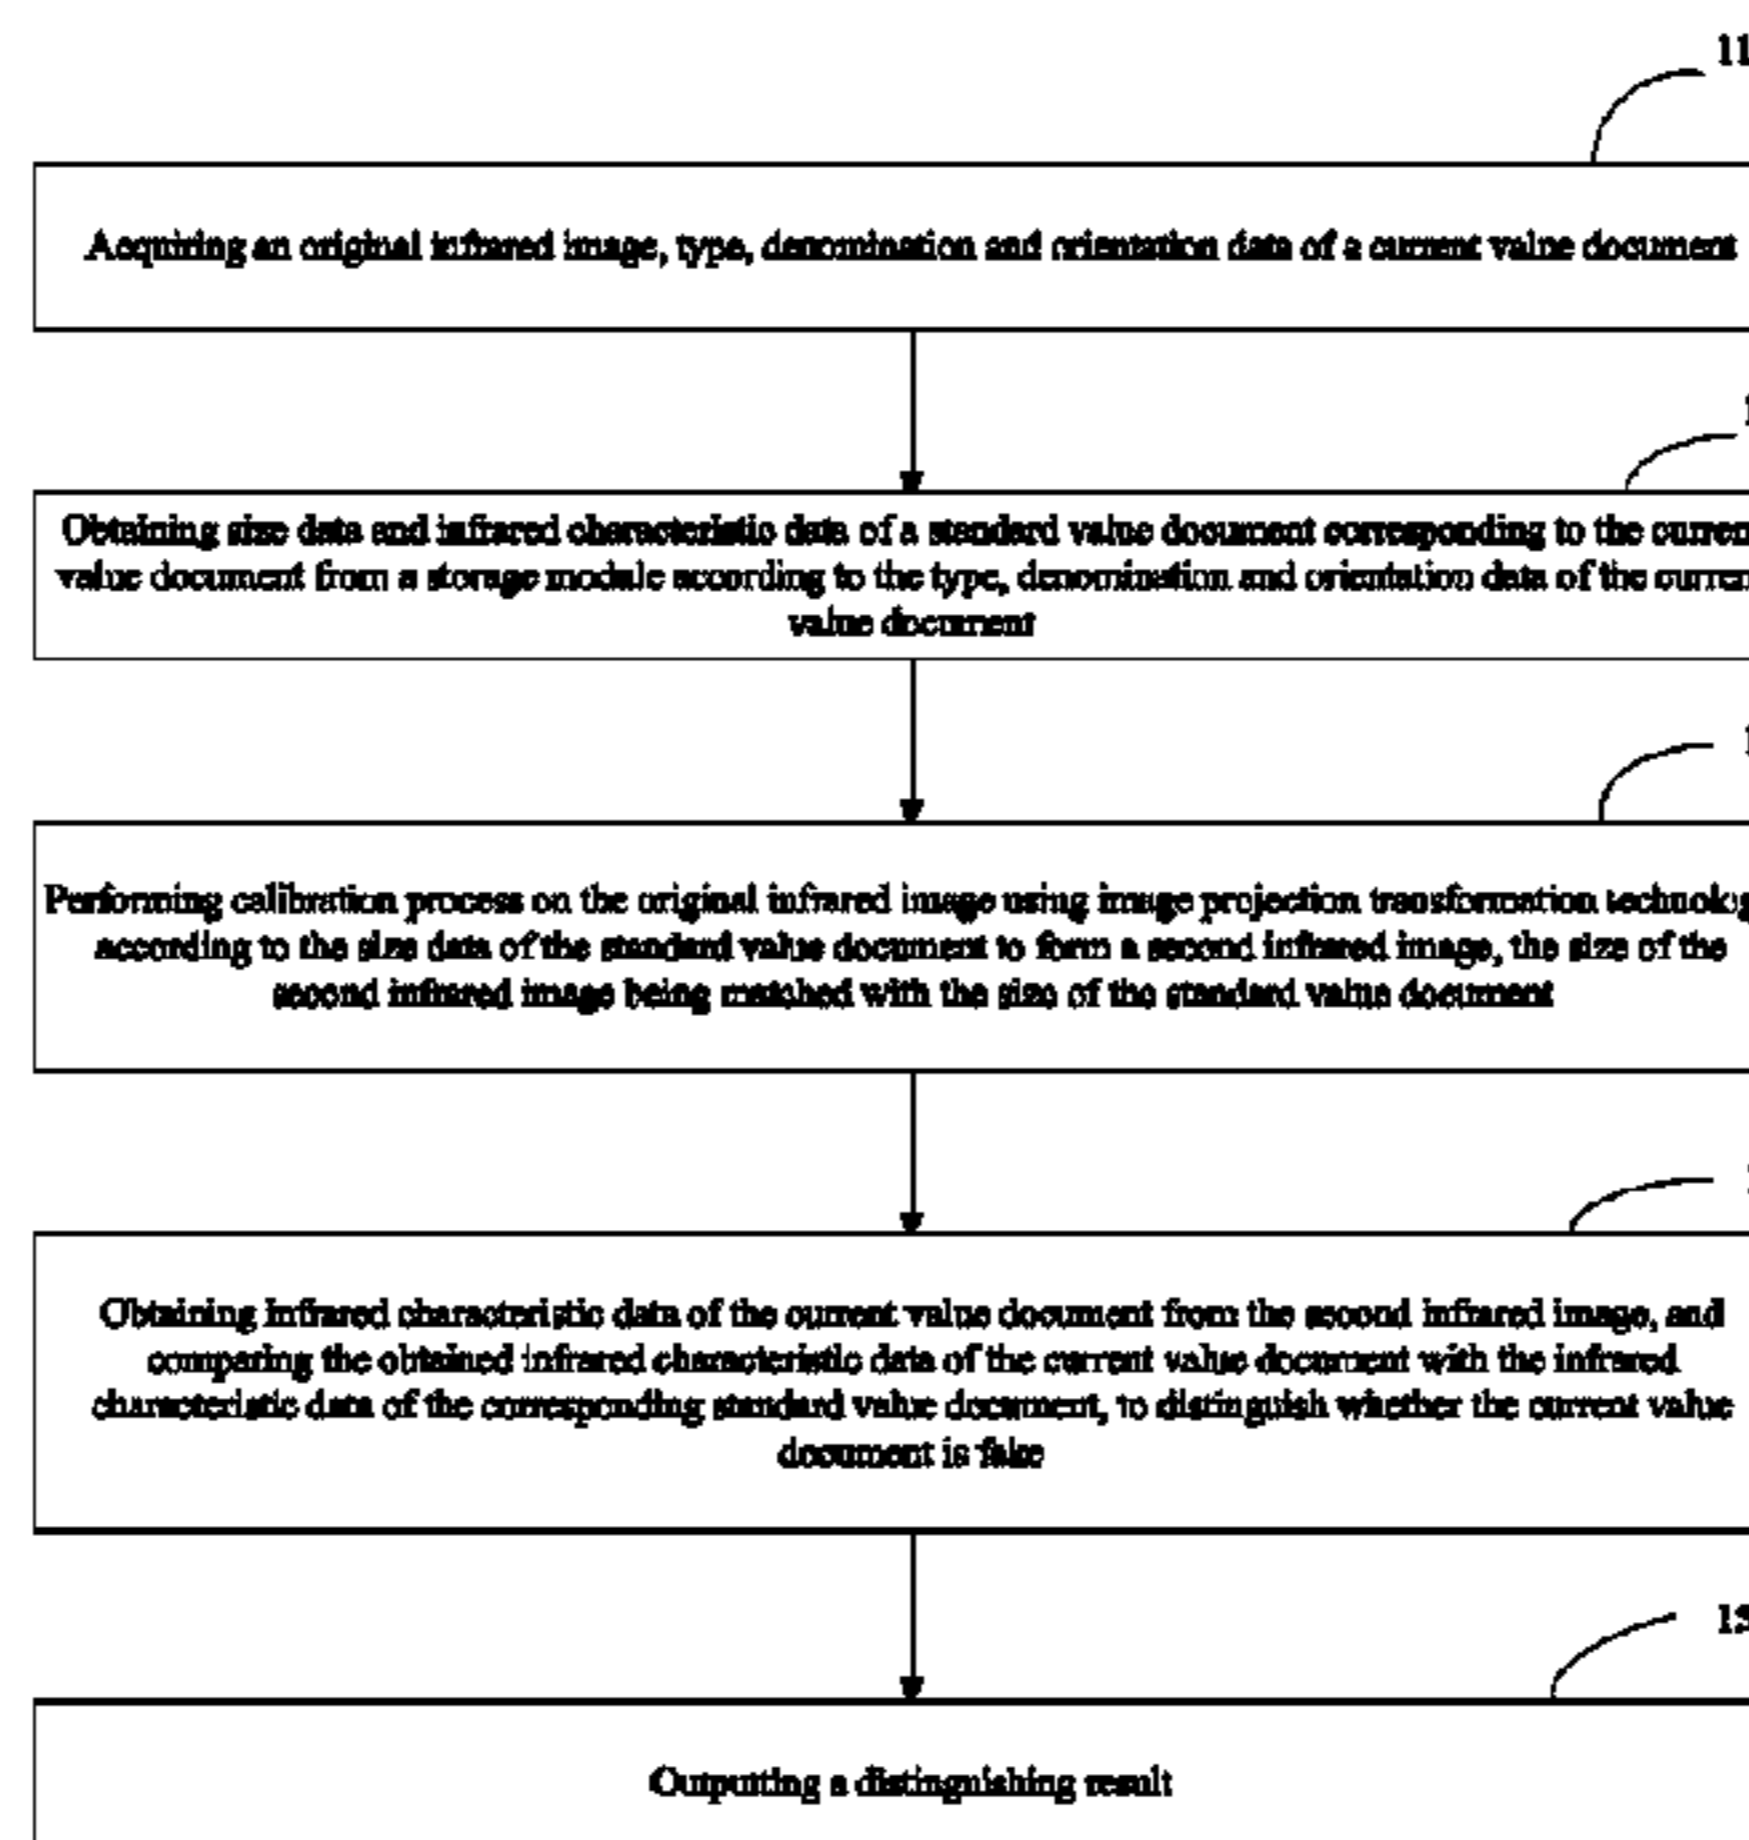 11
Acquiring an original infrared image, type, denomination and orientation data of a current value document
Obtaining size data and infrared characteristic data of a standard value document corresponding to the curren
value document from a storage module according to the type, denomination and orientation data of the curren
value document
Performing calibration process on the original infrared image using image projection transformation technolog
according to the size data of the standard value document to form a second infrared image, the size of the
second infrared image being matched with the size of the standard value document
Obtaining infrared characteristic data of the current value document from the second infrared image, and
comparing the obtained infrared characteristic data of the current value document with the infrared
characteristic data of the corresponding standard value document, to distinguish whether the current value
document is fake
15
Outputting a distinguishing result